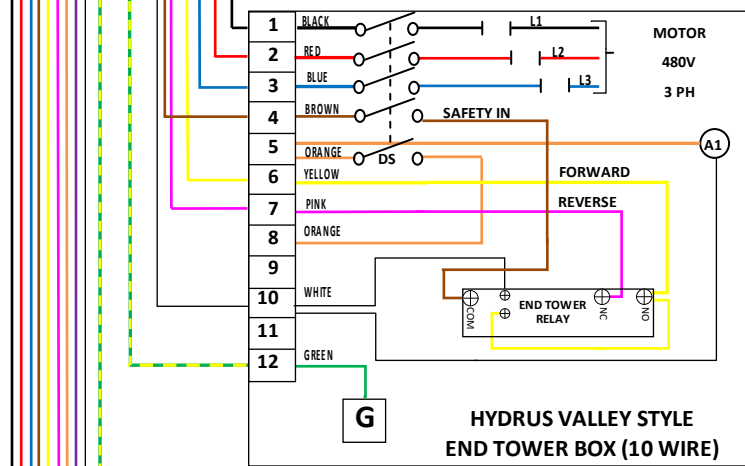 1 BLACK L1 MOTOR
2 RED L2 480V
3 BLUE L3 3 PH
4 BROWN SAFETY IN
5 A1
ORANGE DS
6 YELLOW FORWARD
7 PINK REVERSE
8 ORANGE
9
10 WHITE
END TOWER
RELAY
COM
NC
NO
11
12 GREEN
G
HYDRUS VALLEY STYLE
END TOWER BOX (10 WIRE)